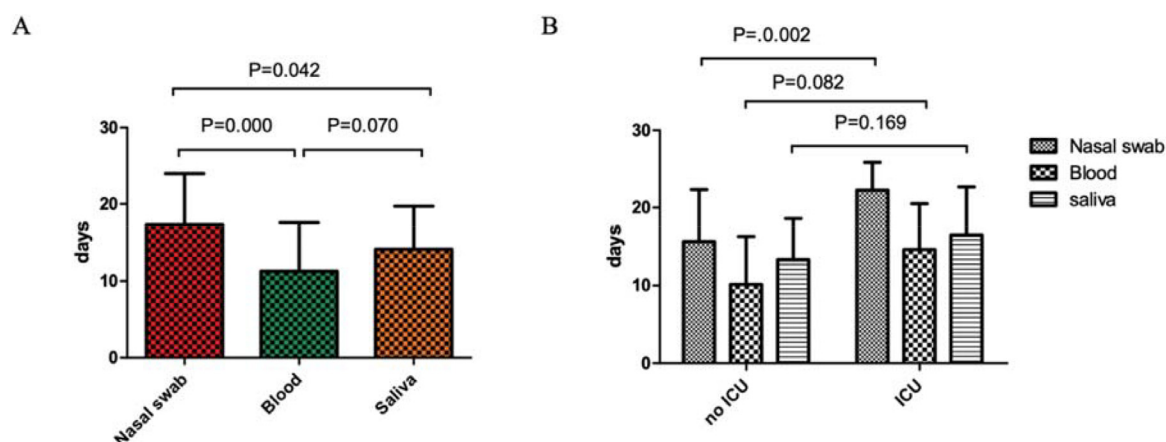 A
P=0.042
P=0.000
P=0.070
30
20
10
0
days
Nasal swab
Blood
Saliva
B
P=.0.002
P=0.082
P=0.169
30
20
10
0
days
no ICU
ICU
Nasal swab
Blood
saliva